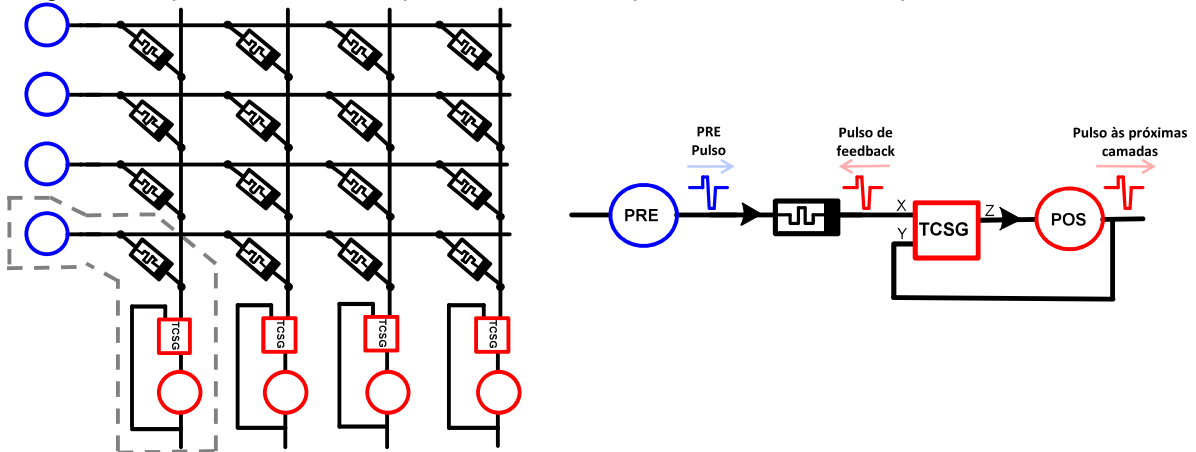 PRE
Pulso
Pulso de
feedback
Pulso às próximas
camadas
PRE
X
Y
TCSG
Z
POS
TCSG
TCSG
TCSG
TCSG